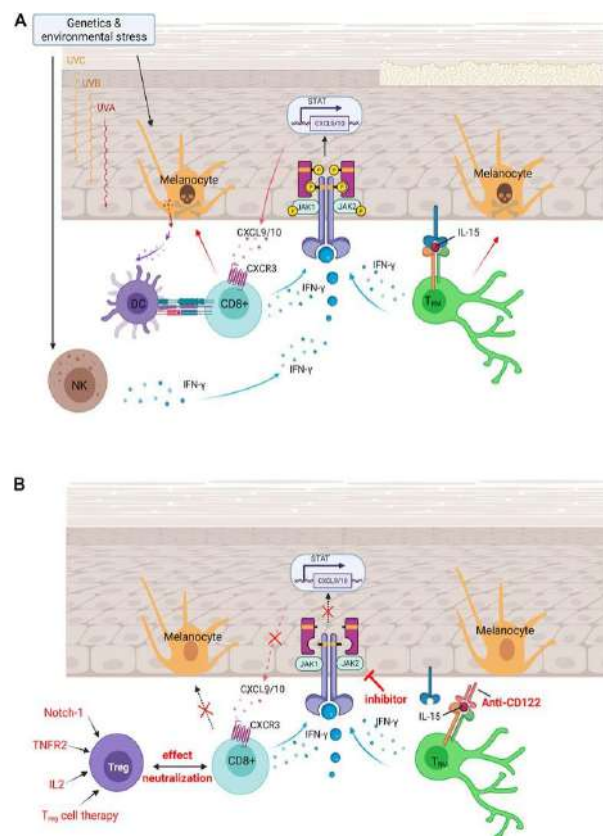 A
Genetics &
environmental stress
UVC
UVB
UVA
STAT
CXCL9/10
Melanocyte
Melanocyte
P
P
P
P
P
P
JAK1
JAK2
CXCL9/10
IL-15
CXCR3
IFN-γ
IFN-γ
DC
CD8+
TRM
IFN-γ
NK
IFN-γ
B
STAT
CXCL9/10
Melanocyte
Melanocyte
JAK1
JAK2
CXCL9/10
inhibitor
Anti-CD122
IL-15
Notch-1
CXCR3
TNFR2
effect
Treg
neutralization
CD8+
IFN-γ
IFN-γ
TRM
IL2
Treg cell therapy